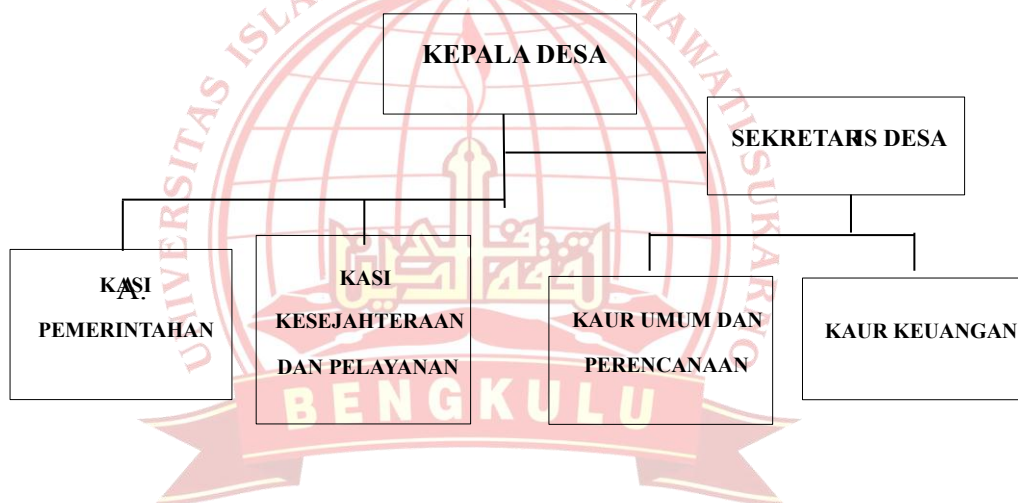 KEPALA DESA
SEKRETARIS DESA
KASI
A.
PEMERINTAHAN
KASI
KESEJAHTERAAN
DAN PELAYANAN
KAUR UMUM DAN
PERENCANAAN
KAUR KEUANGAN
BENGKULU